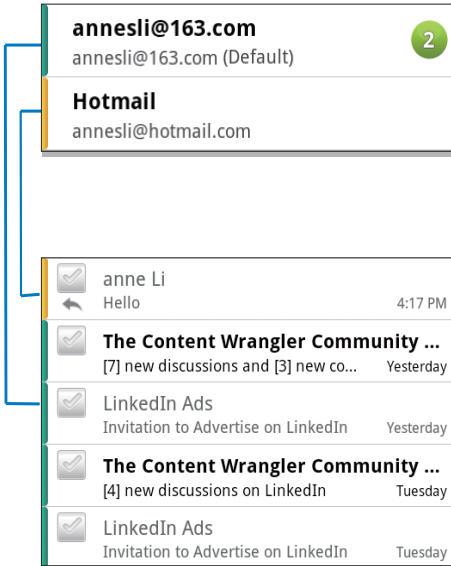 annesli@163.com
annesli@163.com (Default)
2
Hotmail
annesli@hotmail.com
anne Li
Hello 4:17 PM
The Content Wrangler Community ...
[7] new discussions and [3] new co... Yesterday
LinkedIn Ads
Invitation to Advertise on LinkedIn Yesterday
The Content Wrangler Community ...
[4] new discussions on LinkedIn Tuesday
LinkedIn Ads
Invitation to Advertise on LinkedIn Tuesday